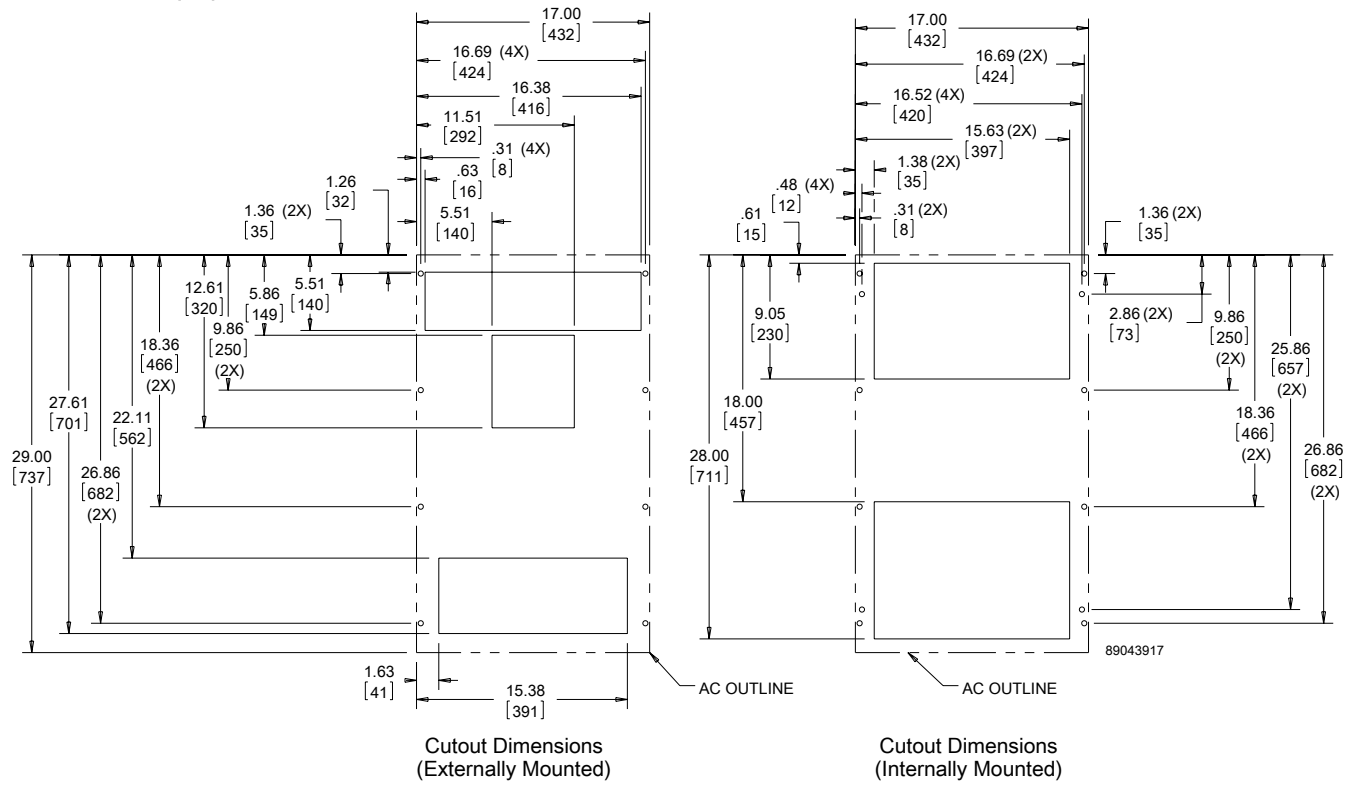 17.00
[432]
16.69 (4X)
[424]
16.38
[416]
11.51
[292]
.31 (4X)
[8]
.63
[16]
1.26
[32]
5.51
[140]
1.36 (2X)
[35]
12.61
[320]
5.86
[149]
5.51
[140]
9.86
[250]
(2X)
18.36
[466]
(2X)
27.61
[701]
22.11
[562]
29.00
[737]
26.86
[682]
(2X)
1.63
[41]
15.38
[391]
AC OUTLINE
Cutout Dimensions
(Externally Mounted)
17.00
[432]
16.69 (2X)
[424]
16.52 (4X)
[420]
15.63 (2X)
[397]
1.38 (2X)
[35]
.48 (4X)
[12]
.31 (2X)
[8]
.61
[15]
1.36 (2X)
[35]
9.05
[230]
2.86 (2X)
[73]
9.86
[250]
(2X)
25.86
[657]
(2X)
18.00
[457]
18.36
[466]
(2X)
28.00
[711]
26.86
[682]
(2X)
89043917
AC OUTLINE
Cutout Dimensions
(Internally Mounted)